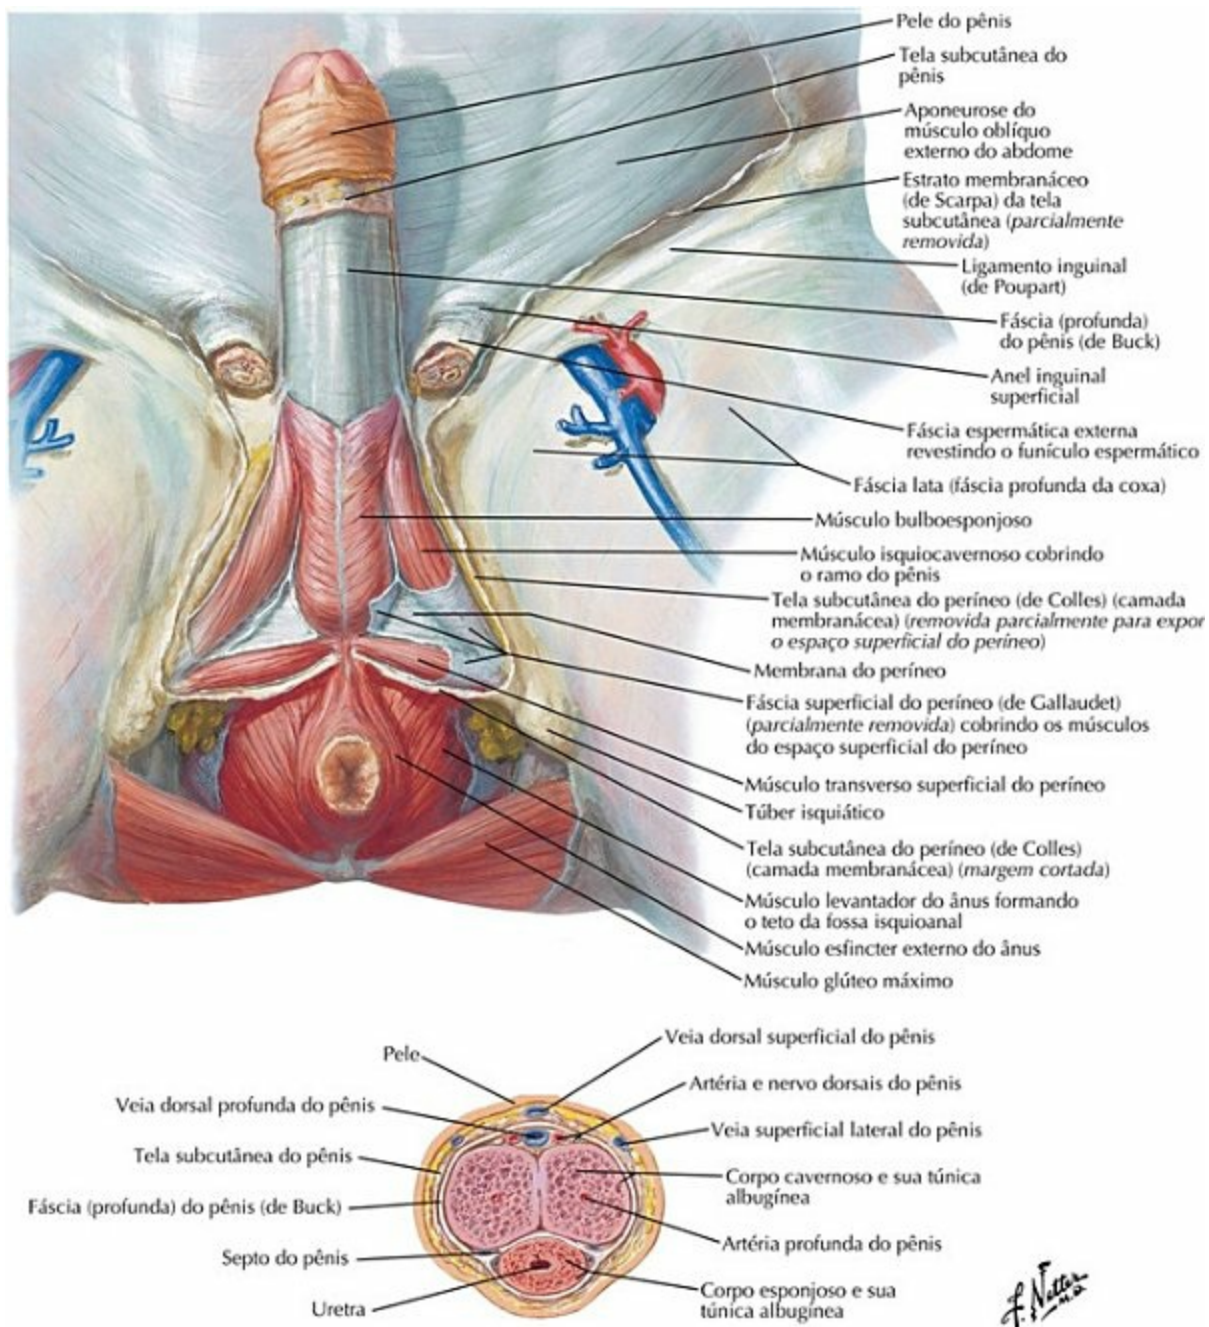 Pele do pênis
Tela subcutânea do
pênis
Aponeurose do
músculo oblíquo
externo do abdome
Estrato membranáceo
(de Scarpa) da tela
subcutânea (parcialmente
removida)
Ligamento inguinal
(de Poupart)
Fáscia (profunda)
do pênis (de Buck)
Anel inguinal
superficial
Fáscia espermática externa
revestindo o funículo espermático
Fáscia lata (fáscia profunda da coxa)
Músculo bulboesponjoso
Músculo isquiocavernoso cobrindo
o ramo do pênis
Tela subcutânea do períneo (de Colles) (camada
membranácea) (removida parcialmente para expor
o espaço superficial do períneo)
Membrana do períneo
Fáscia superficial do períneo (de Gallaudet)
(parcialmente removida) cobrindo os músculos
do espaço superficial do períneo
Músculo transverso superficial do períneo
Túber isquiático
Tela subcutânea do períneo (de Colles)
(camada membranácea) (margem cortada)
Músculo levantador do ânus formando
o teto da fossa isquioanal
Músculo esfincter externo do ânus
Músculo glúteo máximo
Pele
Veia dorsal profunda do pênis
Tela subcutânea do pênis
Fáscia (profunda) do pênis (de Buck)
Septo do pênis
Uretra
Veia dorsal superficial do pênis
Artéria e nervo dorsais do pênis
Veia superficial lateral do pênis
Corpo cavernoso e sua túnica
albugínea
Artéria profunda do pênis
Corpo esponjoso e sua
túnica albugínea
F. Netter
M.D.